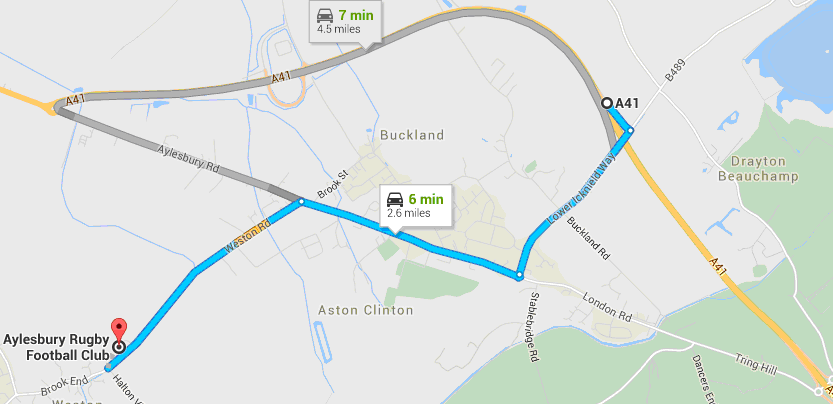 7 min
4.5 miles
A41
A41
A41
B489
Buckland
Drayton
Beauchamp
Aylesbury Rd
Brook St
6 min
2.6 miles
Lower Icknield Way
Buckland Rd
Weston Rd
A41
Aston Clinton
Stablebridge Rd
London Rd
Aylesbury Rugby
Football Club
Tring Hill
Brook End
Halton
Dancers En
Weston